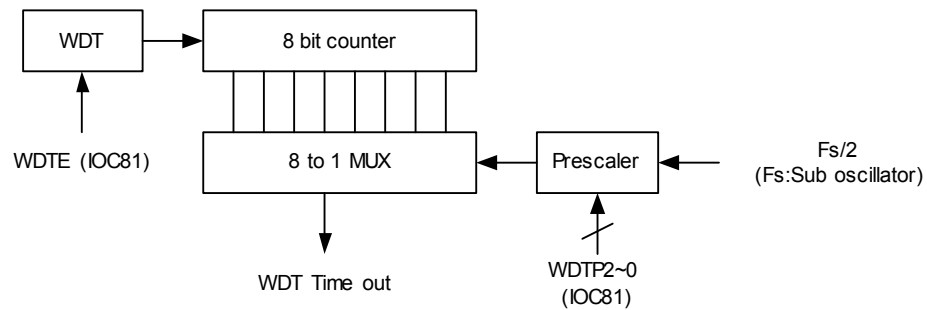 WDT
8 bit counter
WDTE (IOC81)
8 to 1 MUX
Prescaler
Fs/2
(Fs:Sub oscillator)
WDT Time out
WDTP2~0
(IOC81)